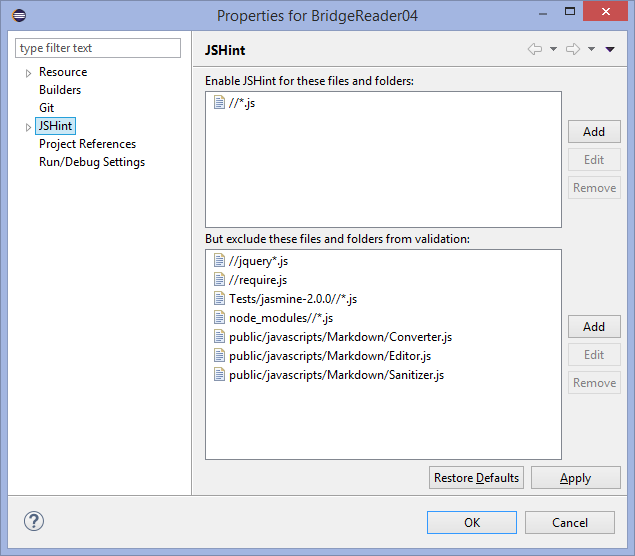 Properties for BridgeReader04
type filter text
Resource
Builders
Git
JSHint
Project References
Run/Debug Settings
JSHint
Enable JSHint for these files and folders:
//*.js
Add
Edit
Remove
But exclude these files and folders from validation:
//jquery*.js
//require.js
Tests/jasmine-2.0.0//*.js
node_modules//*.js
public/javascripts/Markdown/Converter.js
public/javascripts/Markdown/Editor.js
public/javascripts/Markdown/Sanitizer.js
Add
Edit
Remove
Restore Defaults
Apply
?
OK
Cancel